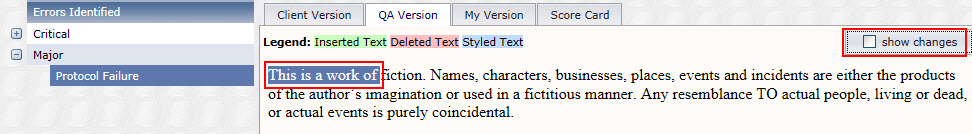 Errors Identified
Critical
Major
Protocol Failure
Client Version QA Version My Version Score Card
Legend: Inserted Text Deleted Text Styled Text
show changes
This is a work of fiction. Names, characters, businesses, places, events and incidents are either the products
of the author´s imagination or used in a fictitious manner. Any resemblance TO actual people, living or dead,
or actual events is purely coincidental.